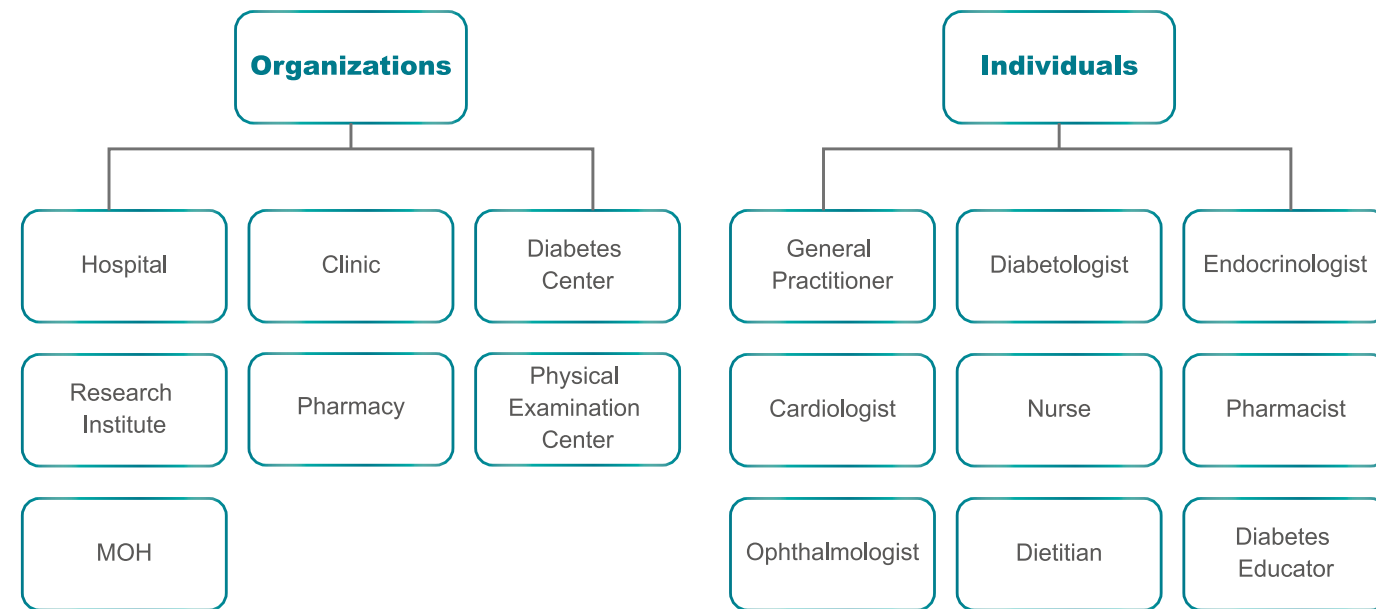 Organizations
Individuals
Hospital
Clinic
Diabetes
Center
General
Practitioner
Diabetologist
Endocrinologist
Research
Institute
Pharmacy
Physical
Examination
Center
Cardiologist
Nurse
Pharmacist
MOH
Ophthalmologist
Dietitian
Diabetes
Educator